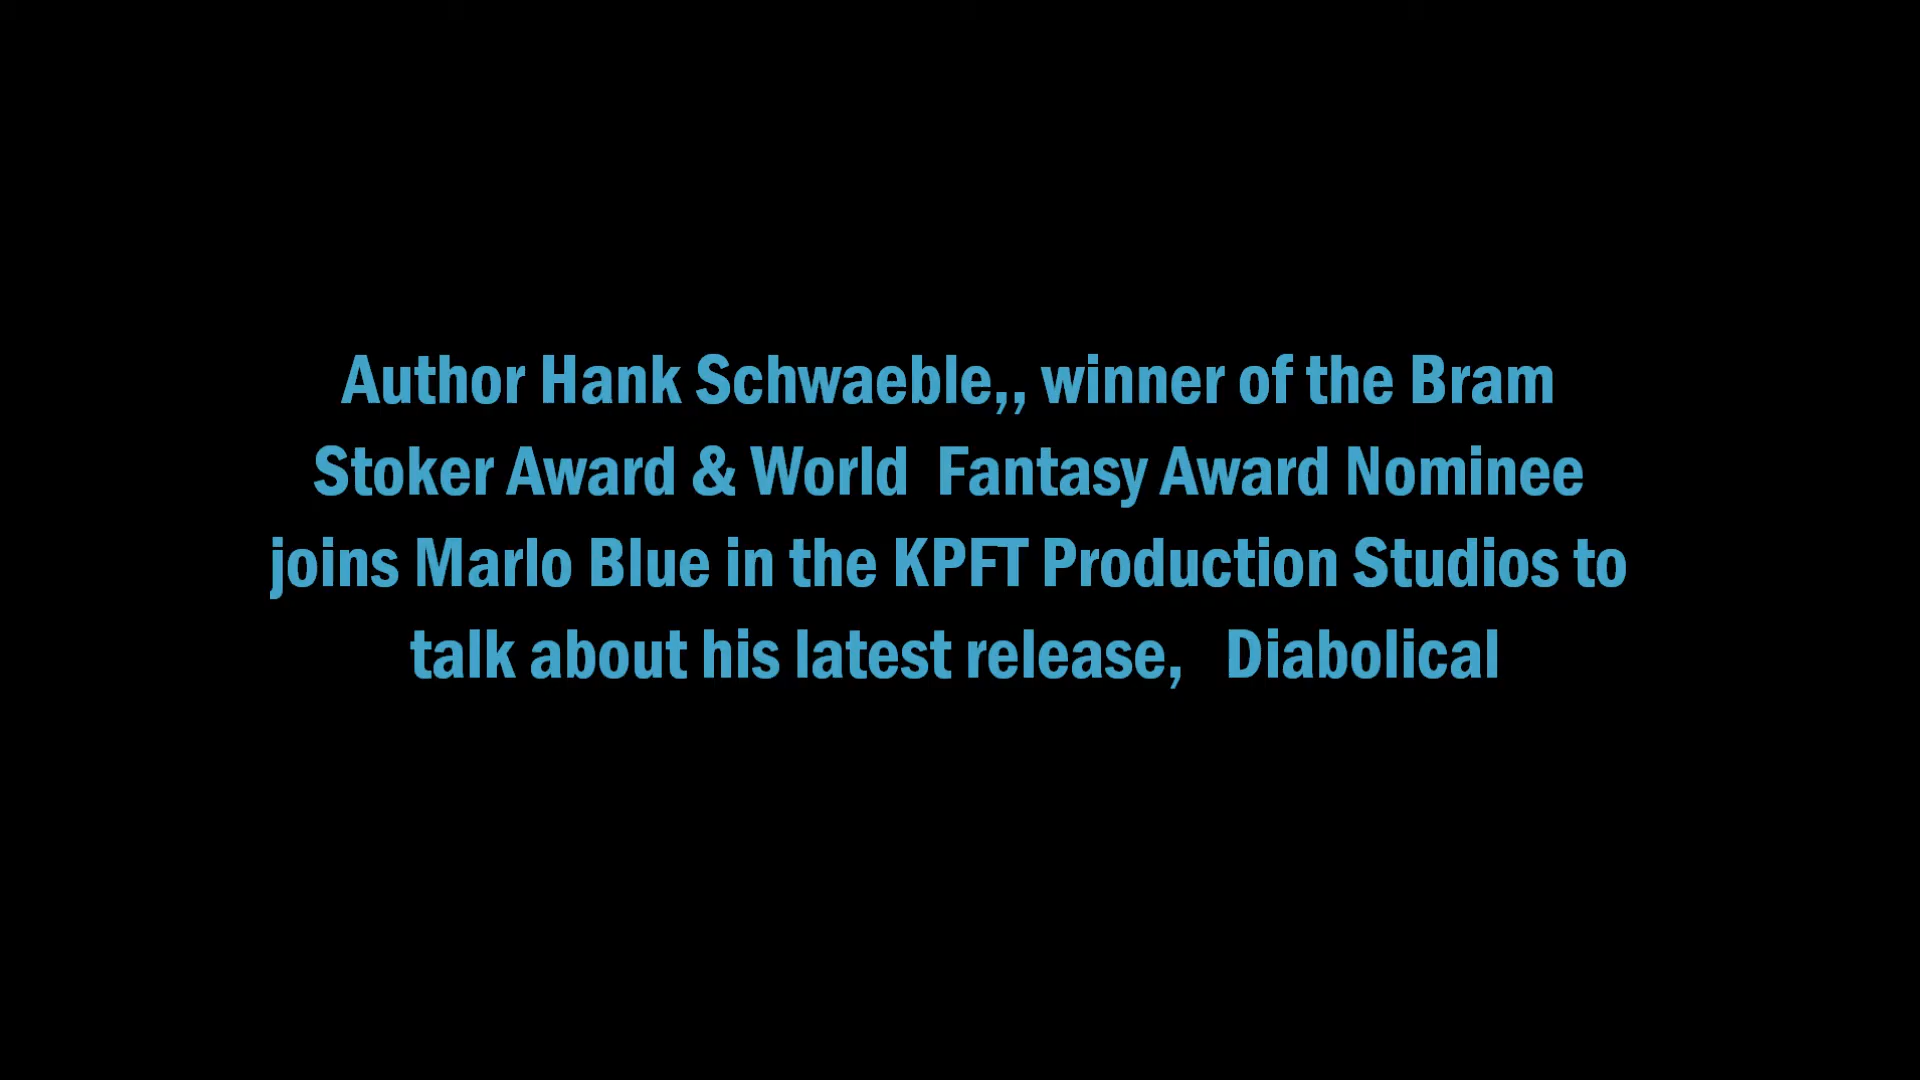 Author Hank Schwaeble,, winner of the Bram
Stoker Award & World  Fantasy Award Nominee
joins Marlo Blue in the KPFT Production Studios to
talk about his latest release,   Diabolical